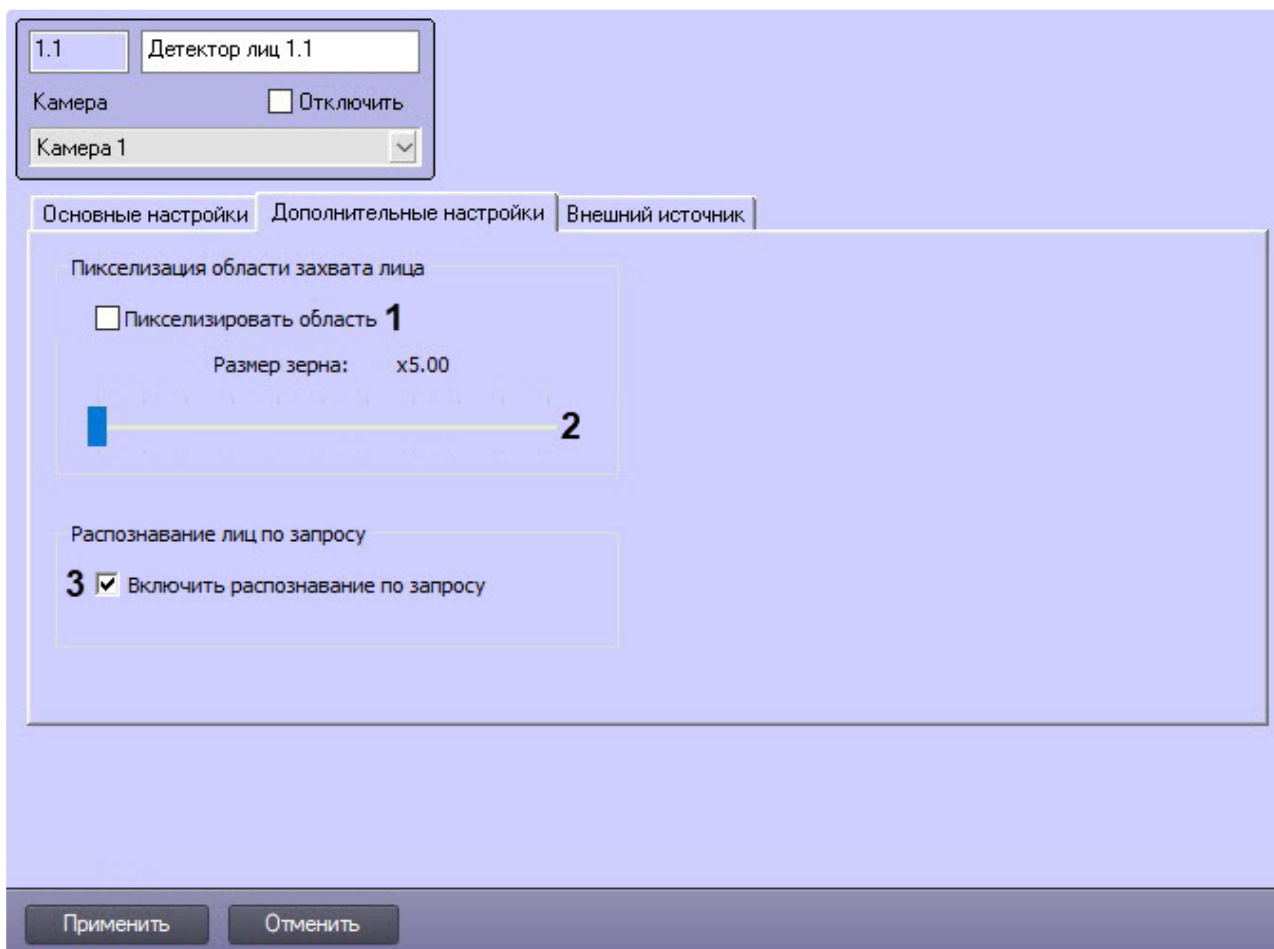 1.1 Детектор лиц 1.1
Камера Отключить
Камера 1
Основные настройки Дополнительные настройки Внешний источник
Пикселизация области захвата лица
Пикселизировать область 1
Размер зерна: x5.00
2
Распознавание лиц по запросу
3 Включить распознавание по запросу
Применить Отменить